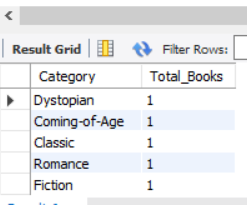 Result Grid Filter Rows:
Category Total_Books
Dystopian 1
Coming-of-Age 1
Classic 1
Romance 1
Fiction 1